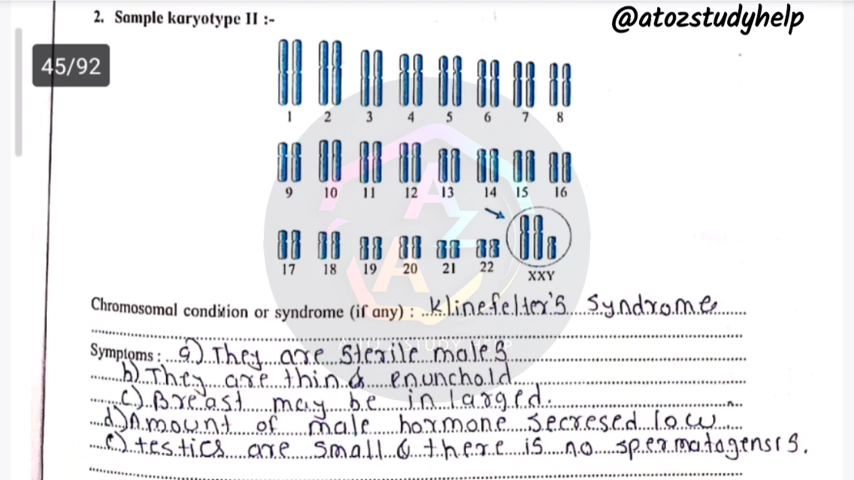 2. Sample karyotype II :-
@atozstudyhelp
45/92
1 2 3 4 5 6 7 8
9 10 11 12 13 14 15 16
17 18 19 20 21 22 XXY
Chromosomal condition or syndrome (if any) : Klinefelter's Syndrome
Symptoms : a) They are Sterile males
b) They are thin & enunchold.
c) Breast may be inlarged.
d) Amount of male hormone secresed low
e) testics are small & there is no spermatagensis.